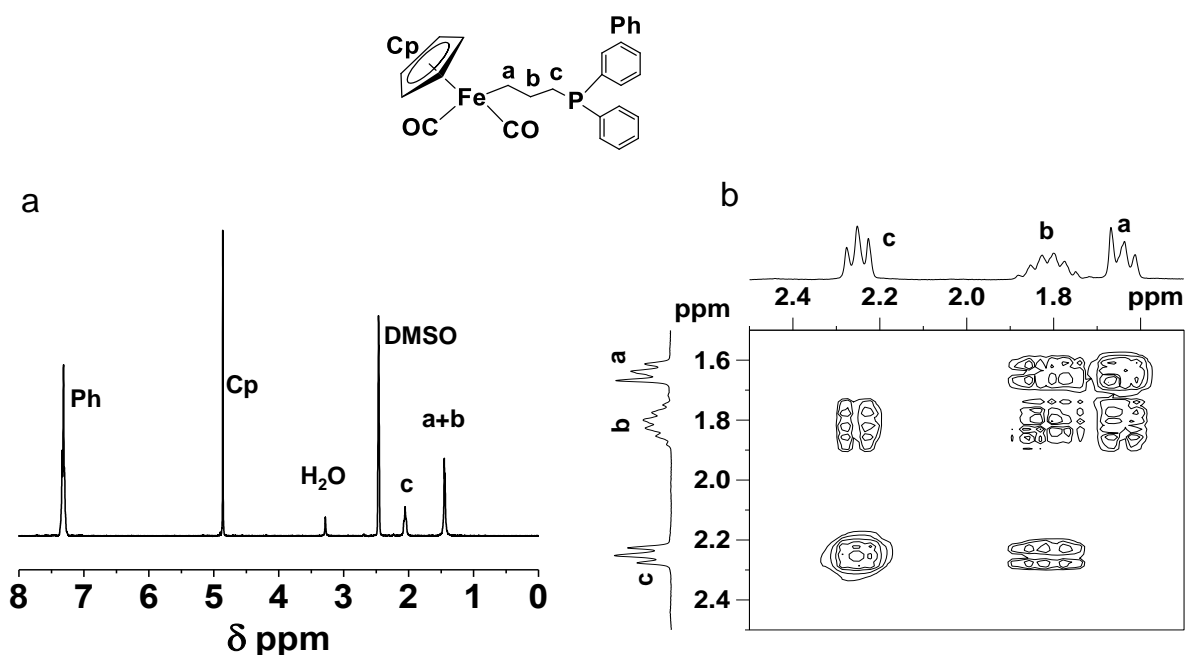 Ph
Cp
a
b
c
Fe
P
OC
CO
a
Ph
Cp
H₂O
DMSO
c
a+b
8 7 6 5 4 3 2 1 0
δ ppm
b
c
b
a
2.4 2.2 2.0 1.8 ppm
ppm
a
b
c
1.6
1.8
2.0
2.2
2.4